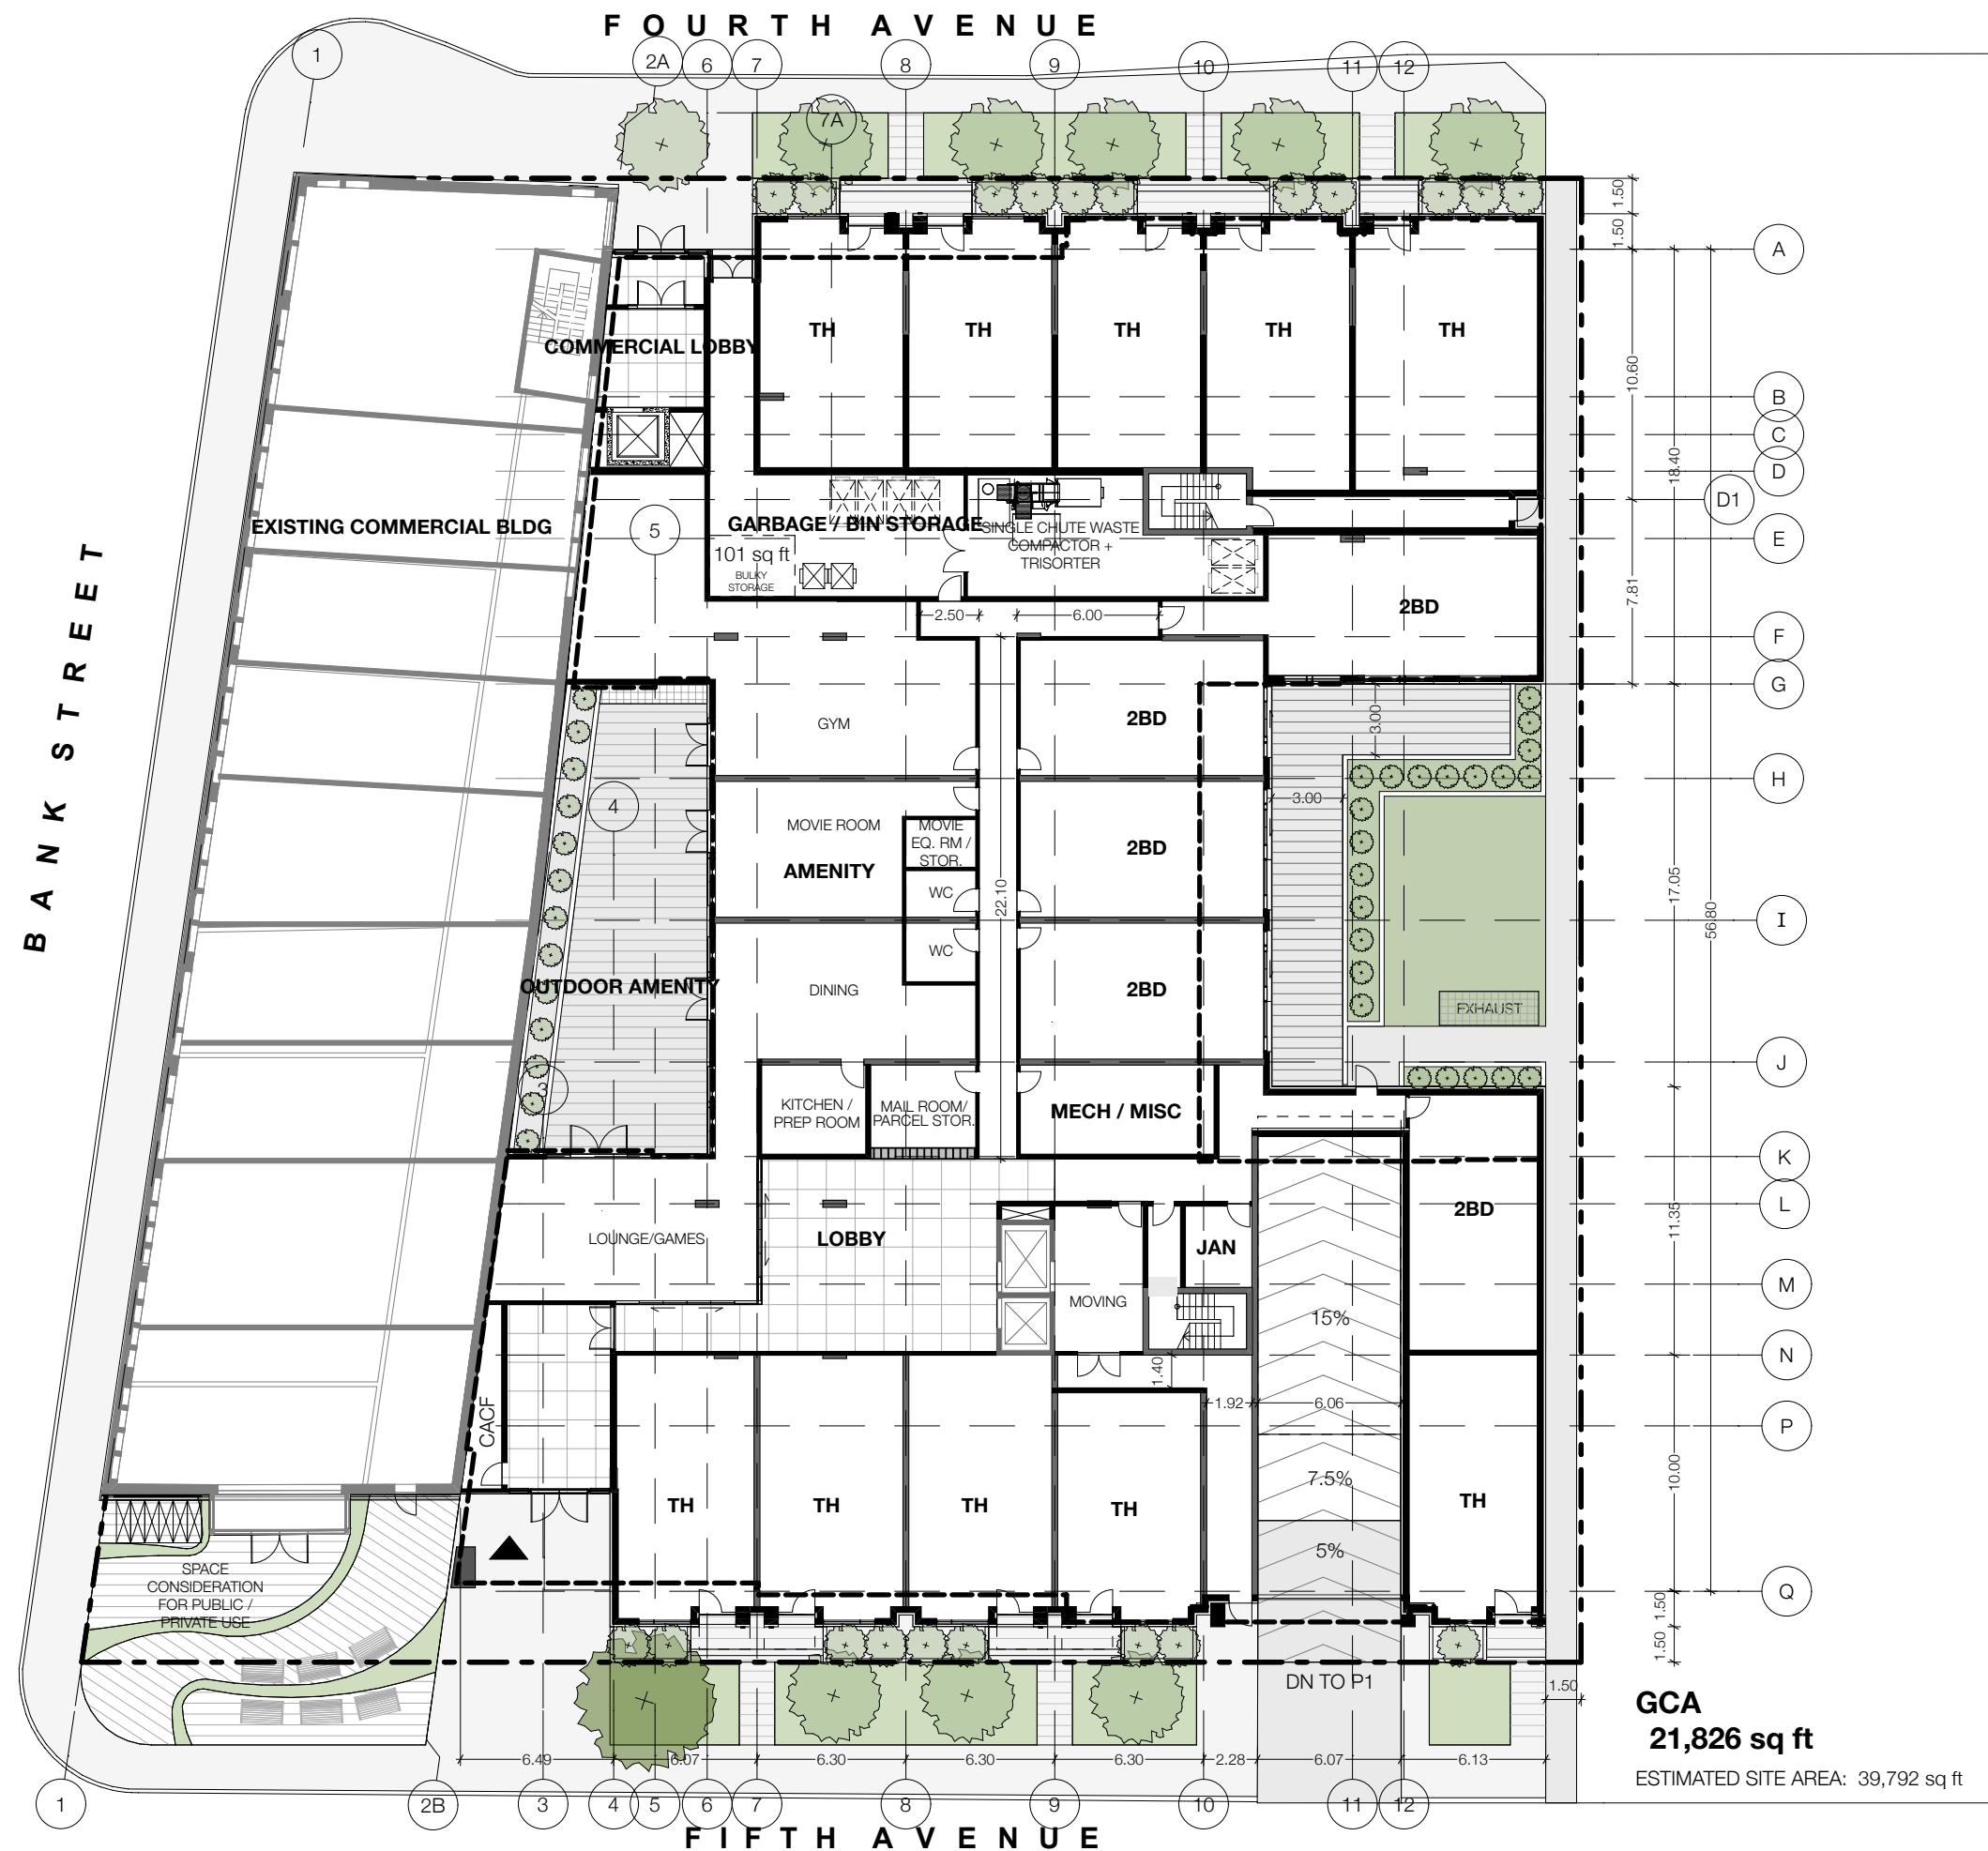 FOURTH AVENUE
1
2A
6
7
8
9
10
11
12
7A
1.50
1.50
A
TH
TH
TH
TH
TH
COMMERCIAL LOBBY
10.60
B
C
D
18.40
D1
EXISTING COMMERCIAL BLDG
5
GARBAGE / BIN STORAGE
101 sq ft
BULKY
STORAGE
SINGLE CHUTE WASTE
COMPACTOR +
TRISORTER
E
7.81
2BD
2.50
6.00
F
G
BANK STREET
GYM
2BD
3.00
3.00
H
4
MOVIE ROOM
MOVIE
EQ. RM /
STOR.
AMENITY
2BD
WC
22.10
17.05
56.80
I
WC
OUTDOOR AMENITY
DINING
2BD
EXHAUST
J
3
KITCHEN /
PREP ROOM
MAIL ROOM/
PARCEL STOR.
MECH / MISC
K
L
2BD
11.35
LOUNGE/GAMES
LOBBY
JAN
MOVING
M
15%
N
1.40
CACF
1.92
6.06
P
7.5%
10.00
TH
TH
TH
TH
TH
5%
SPACE
CONSIDERATION
FOR PUBLIC /
PRIVATE USE
Q
1.50
1.50
DN TO P1
1.50
GCA
21,826 sq ft
ESTIMATED SITE AREA: 39,792 sq ft
6.49
6.07
6.30
6.30
6.30
2.28
6.07
6.13
1
2B
3
4
5
6
7
8
9
10
11
12
FIFTH AVENUE